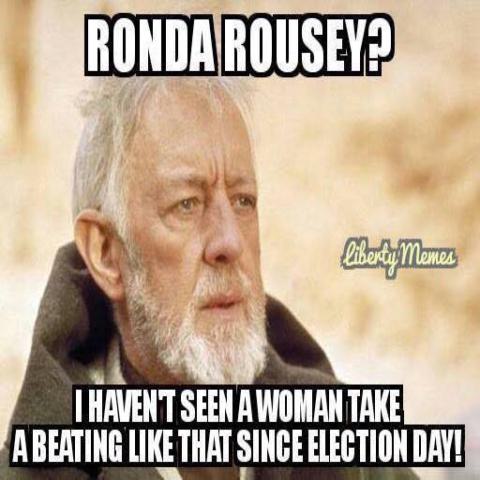 RONDA ROUSEY?
Liberty Memes
I HAVEN'T SEEN A WOMAN TAKE
A BEATING LIKE THAT SINCE ELECTION DAY!